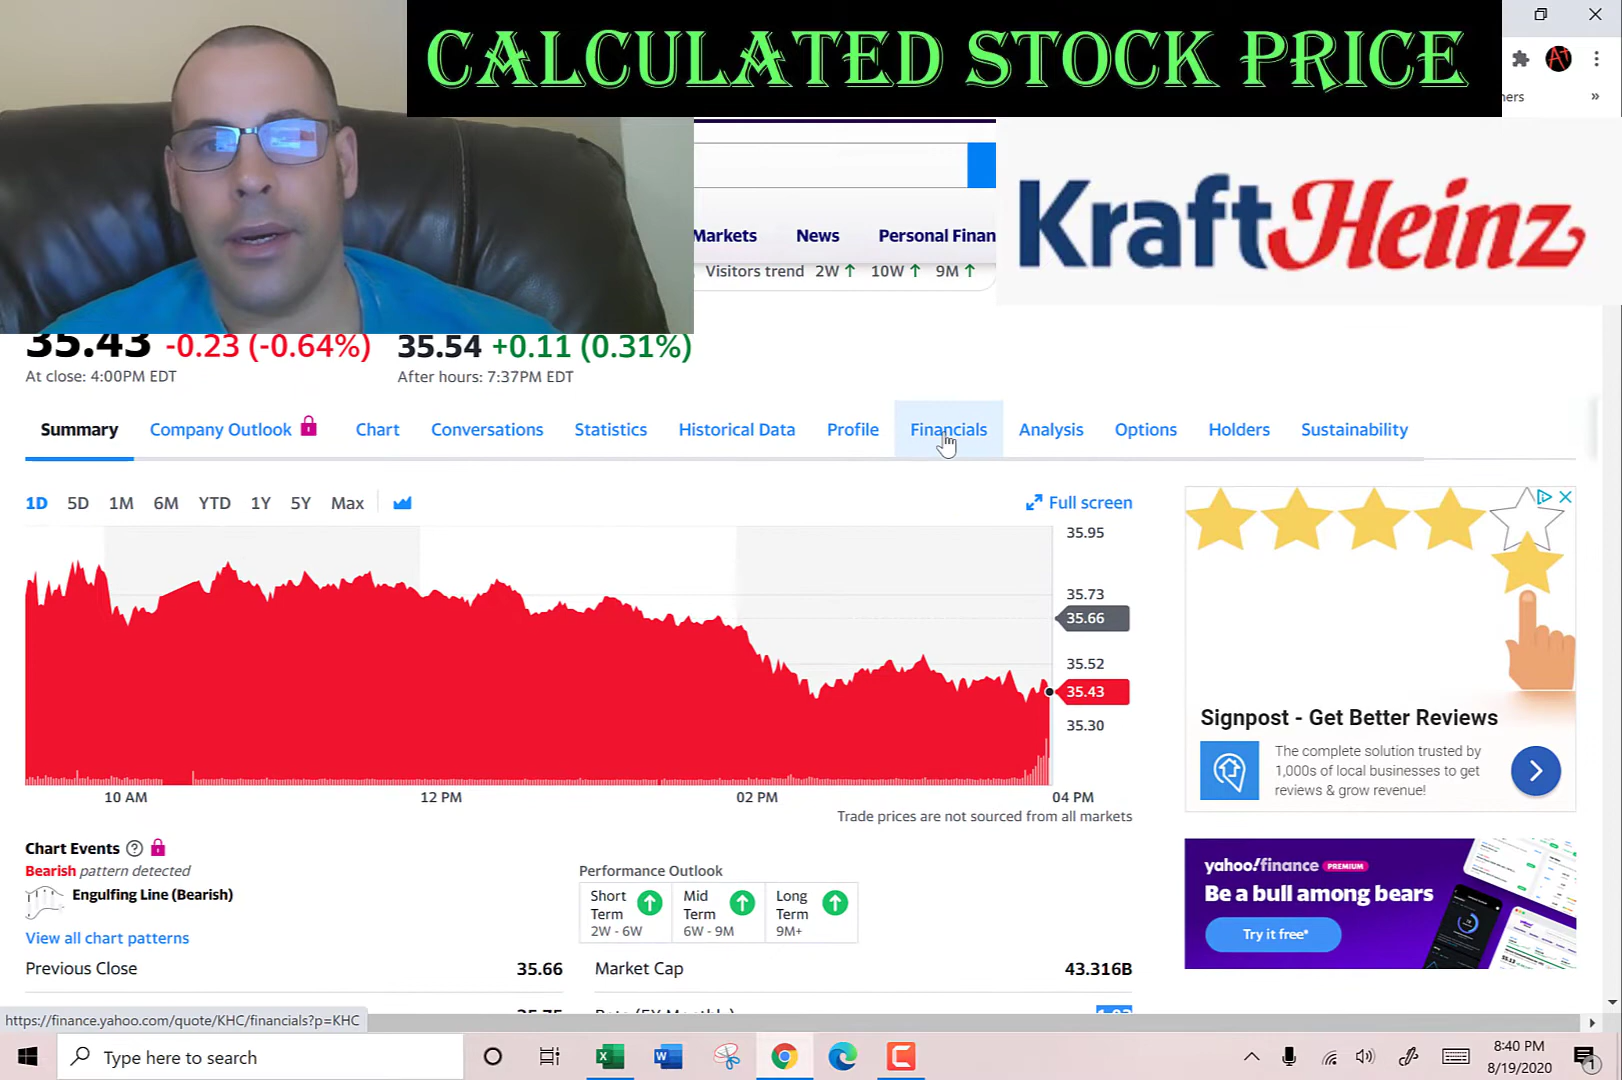 CALCULATED STOCK PRICE
ners
»
Markets News Personal Finan
Kraft Heinz
Visitors trend 2W 10W 9M
35.43 -0.23 (-0.64%) 35.54 +0.11 (0.31%)
At close: 4:00PM EDT After hours: 7:37PM EDT
Summary Company Outlook Chart Conversations Statistics Historical Data Profile Financials Analysis Options Holders Sustainability
1D 5D 1M 6M YTD 1Y 5Y Max Full screen
35.95
35.73
35.66
35.52
35.43
35.30
10 AM 12 PM 02 PM 04 PM
Trade prices are not sourced from all markets
Signpost - Get Better Reviews
The complete solution trusted by
1,000s of local businesses to get
reviews & grow revenue!
Chart Events
Bearish pattern detected
Engulfing Line (Bearish)
View all chart patterns
Performance Outlook
Short Term 2W - 6W
Mid Term 6W - 9M
Long Term 9M+
yahoo!finance PREMIUM
Be a bull among bears
Try it free*
Previous Close 35.66 Market Cap 43.316B
https://finance.yahoo.com/quote/KHC/financials?p=KHC
Type here to search
8:40 PM
8/19/2020
1